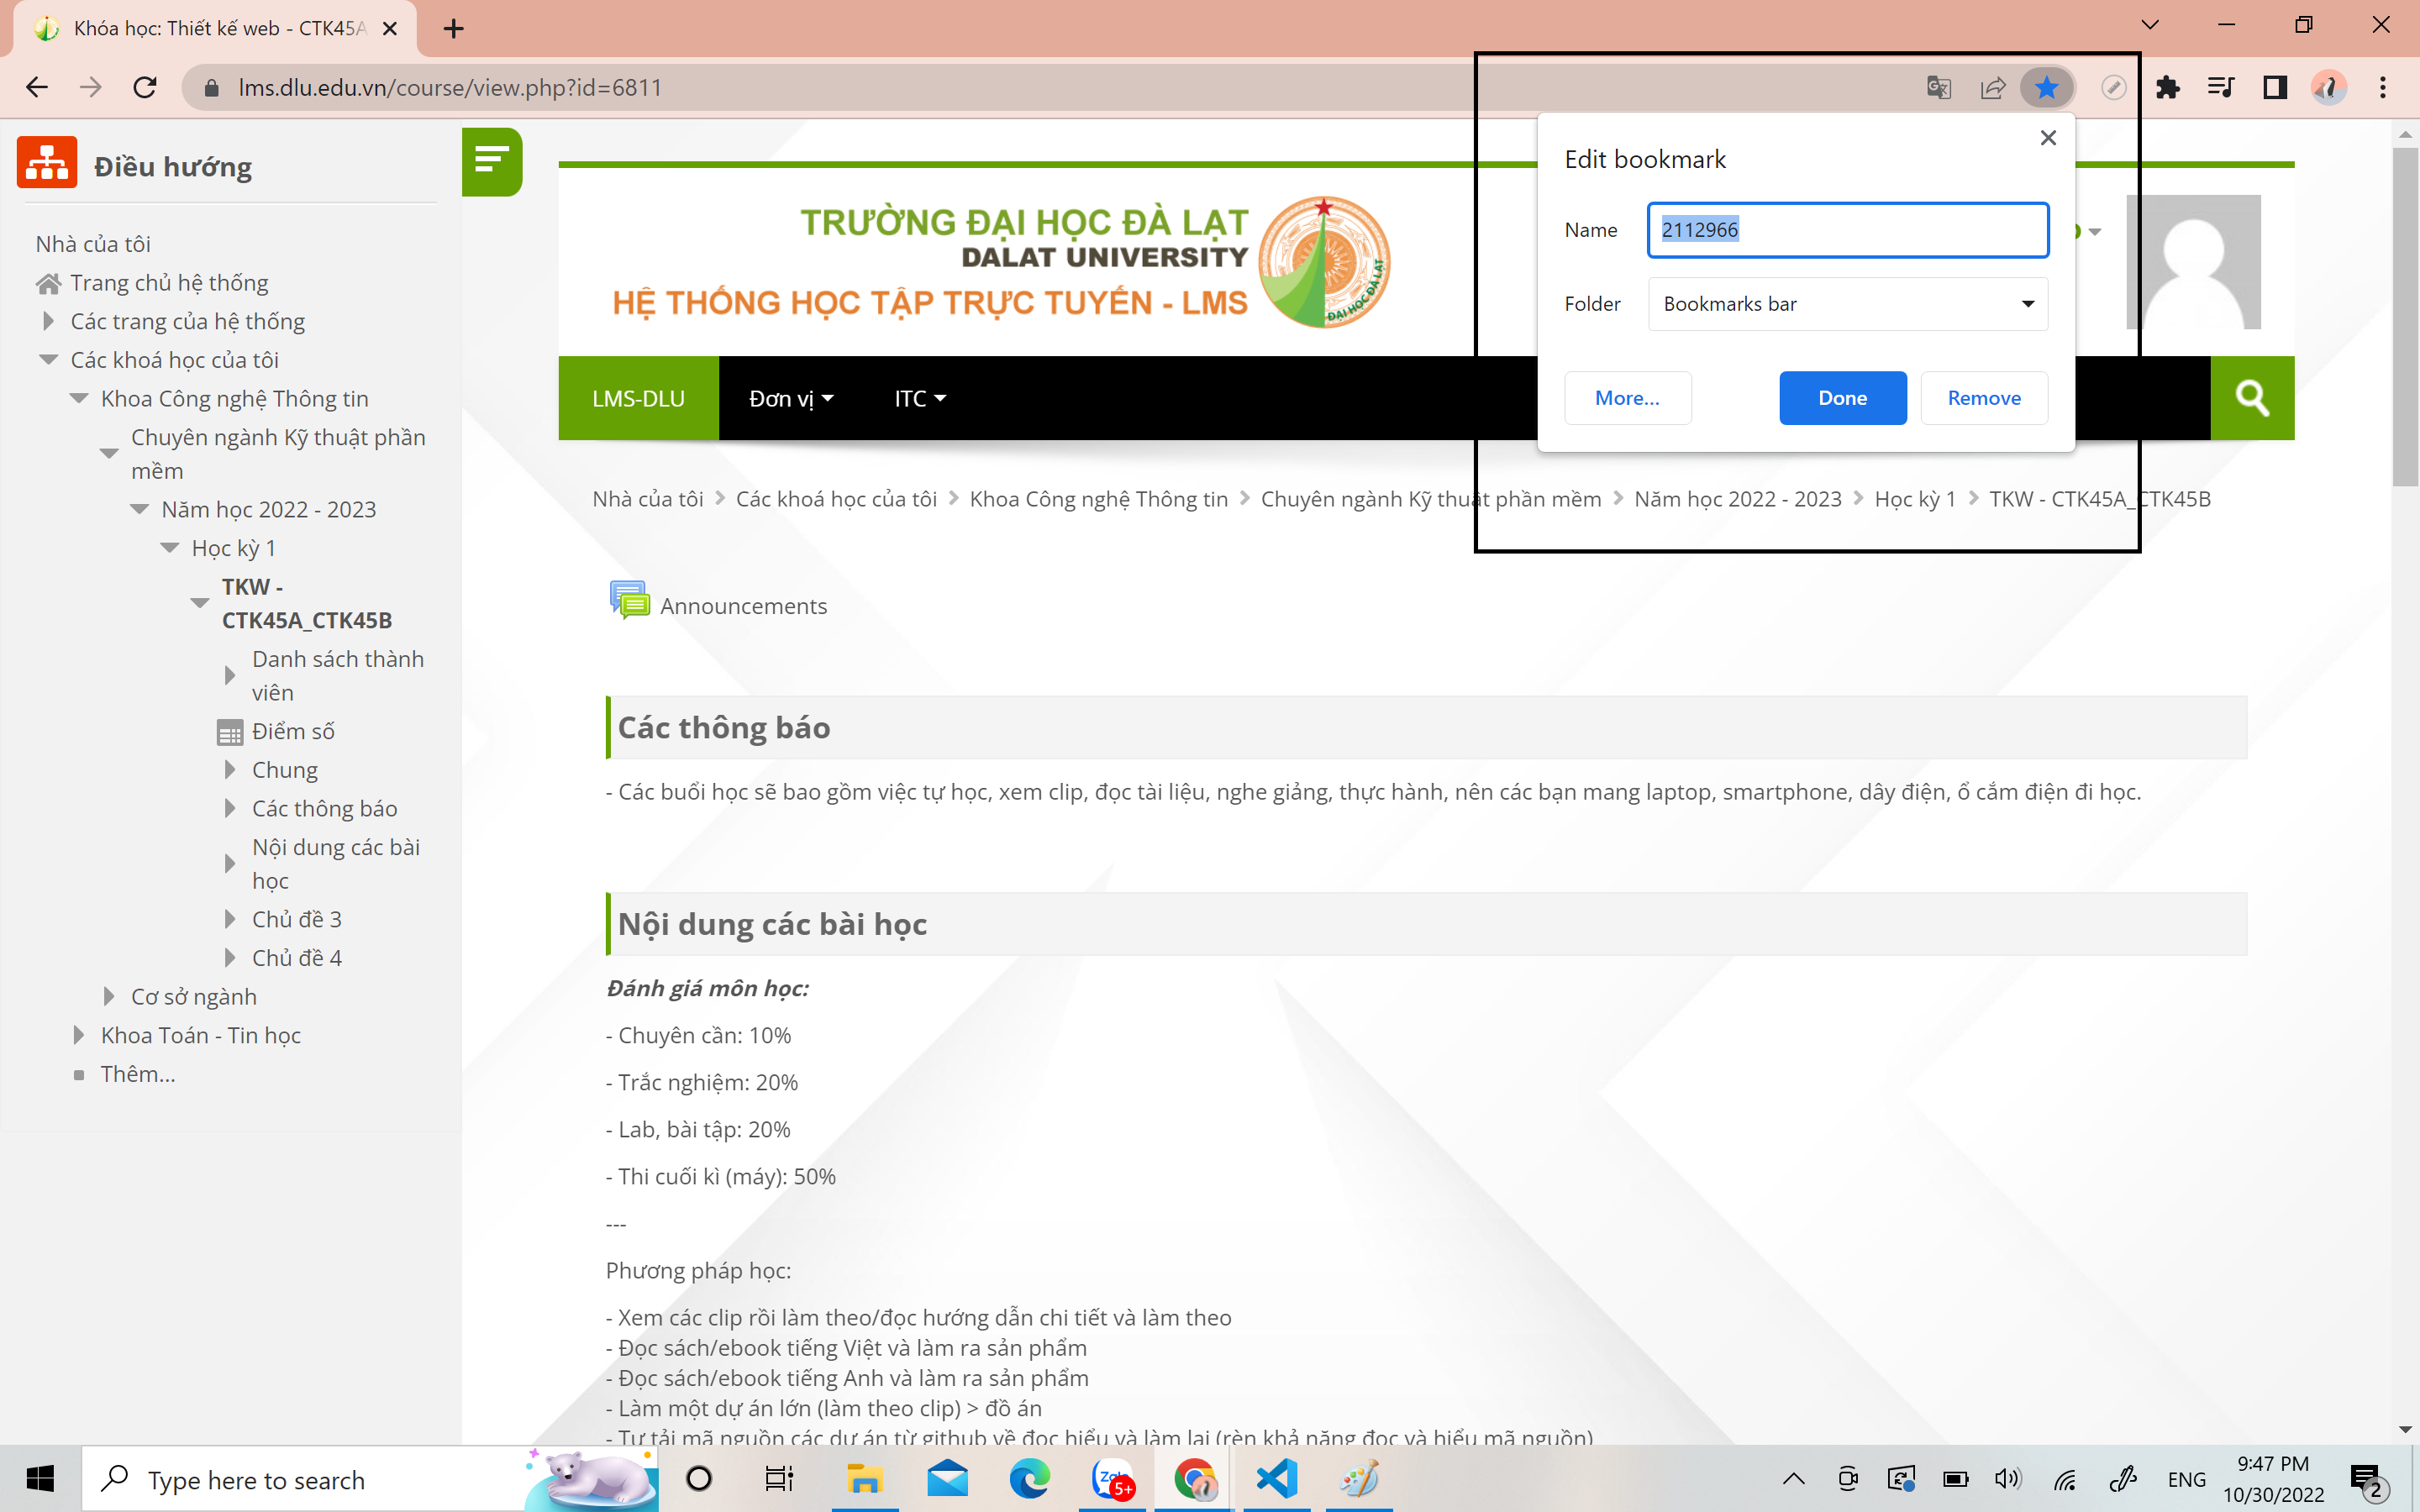 Khóa học: Thiết kế web - CTK45A
lms.dlu.edu.vn/course/view.php?id=6811
Điều hướng
Nhà của tôi
Trang chủ hệ thống
Các trang của hệ thống
Các khoá học của tôi
Khoa Công nghệ Thông tin
Chuyên ngành Kỹ thuật phần
mềm
Năm học 2022 - 2023
Học kỳ 1
TKW -
CTK45A_CTK45B
Danh sách thành
viên
Điểm số
Chung
Các thông báo
Nội dung các bài
học
Chủ đề 3
Chủ đề 4
Cơ sở ngành
Khoa Toán - Tin học
Thêm...
TRƯỜNG ĐẠI HỌC ĐÀ LẠT
DALAT UNIVERSITY
HỆ THỐNG HỌC TẬP TRỰC TUYẾN - LMS
ĐẠI HỌC ĐÀ LẠT
Edit bookmark
Name 2112966
Folder Bookmarks bar
More... Done Remove
LMS-DLU Đơn vị ITC
Nhà của tôi Các khoá học của tôi Khoa Công nghệ Thông tin Chuyên ngành Kỹ thuật phần mềm Năm học 2022 - 2023 Học kỳ 1 TKW - CTK45A_CTK45B
Announcements
Các thông báo
- Các buổi học sẽ bao gồm việc tự học, xem clip, đọc tài liệu, nghe giảng, thực hành, nên các bạn mang laptop, smartphone, dây điện, ổ cắm điện đi học.
Nội dung các bài học
Đánh giá môn học:
- Chuyên cần: 10%
- Trắc nghiệm: 20%
- Lab, bài tập: 20%
- Thi cuối kì (máy): 50%
---
Phương pháp học:
- Xem các clip rồi làm theo/đọc hướng dẫn chi tiết và làm theo
- Đọc sách/ebook tiếng Việt và làm ra sản phẩm
- Đọc sách/ebook tiếng Anh và làm ra sản phẩm
- Làm một dự án lớn (làm theo clip) > đồ án
- Tự tải mã nguồn các dự án từ github về đọc hiểu và làm lại (rèn khả năng đọc và hiểu mã nguồn)
Type here to search
Zalo
5+
ENG
9:47 PM
10/30/2022
2